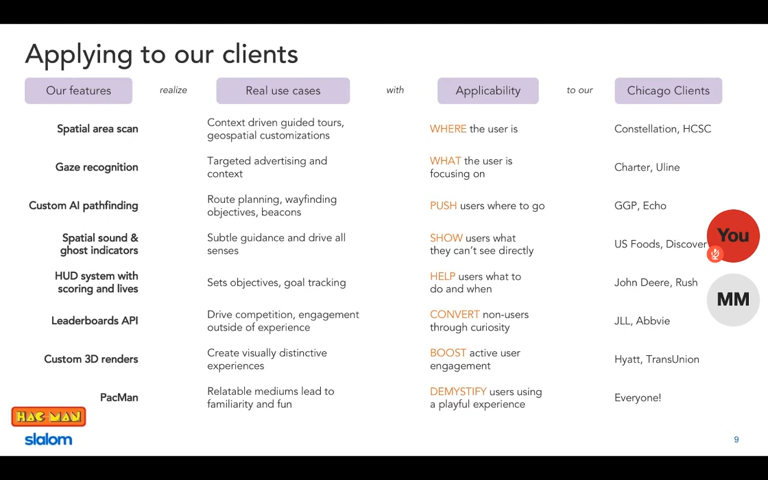 Applying to our clients
Our features realize Real use cases with Applicability to our Chicago Clients
Spatial area scan
Context driven guided tours,
geospatial customizations
WHERE the user is
Constellation, HCSC
Gaze recognition
Targeted advertising and
context
WHAT the user is
focusing on
Charter, Uline
Custom AI pathfinding
Route planning, wayfinding
objectives, beacons
PUSH users where to go
GGP, Echo
Spatial sound &
ghost indicators
Subtle guidance and drive all
senses
SHOW users what
they can't see directly
US Foods, Discover
HUD system with
scoring and lives
Sets objectives, goal tracking
HELP users what to
do and when
John Deere, Rush
Leaderboards API
Drive competition, engagement
outside of experience
CONVERT non-users
through curiosity
JLL, Abbvie
Custom 3D renders
Create visually distinctive
experiences
BOOST active user
engagement
Hyatt, TransUnion
PacMan
Relatable mediums lead to
familiarity and fun
DEMYSTIFY users using
a playful experience
Everyone!
You
MM
HAC MAN
slalom
9